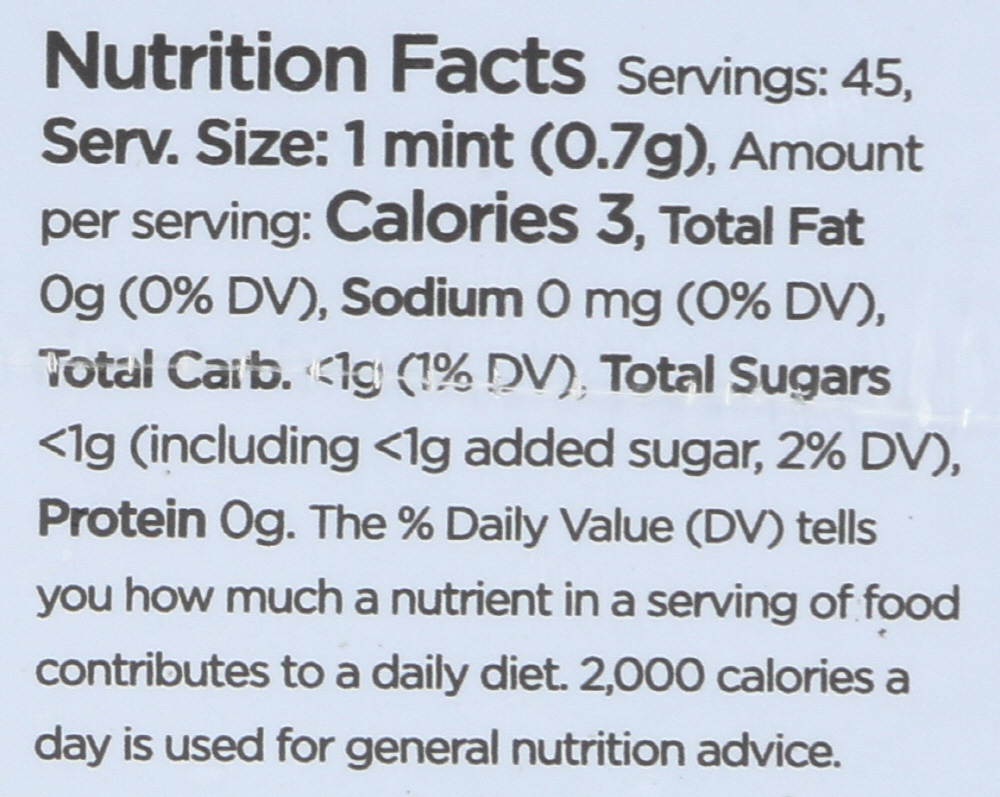 Nutrition Facts Servings: 45,
Serv. Size: 1 mint (0.7g), Amount
per serving: Calories 3, Total Fat
0g (0% DV), Sodium 0 mg (0% DV),
Total Carb. <1g (1% DV), Total Sugars
<1g (including <1g added sugar, 2% DV),
Protein 0g. The % Daily Value (DV) tells
you how much a nutrient in a serving of food
contributes to a daily diet. 2,000 calories a
day is used for general nutrition advice.